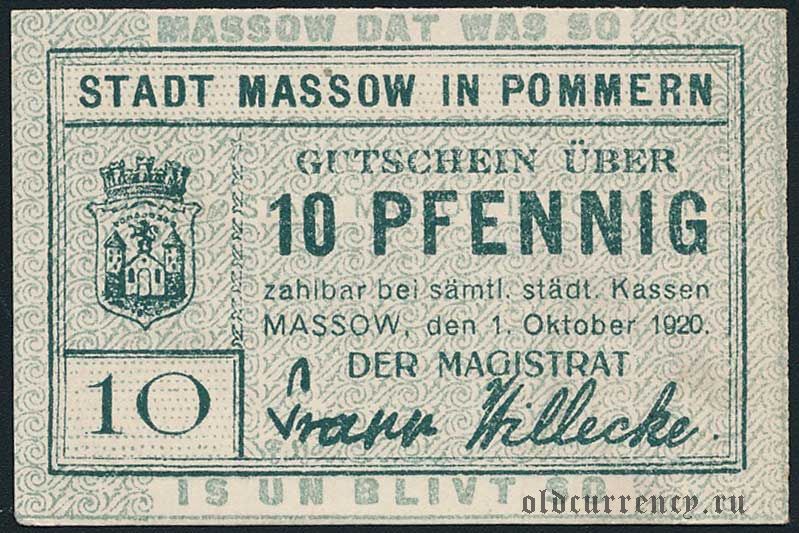 MASSOW DAT WAS SO
STADT MASSOW IN POMMERN
GUTSCHEIN ÜBER
10 PFENNIG
zahlbar bei sämtl. städt. Kassen
MASSOW, den 1. Oktober 1920.
DER MAGISTRAT
10
Willecke.
IS UN BLIVT SO
oldcurrency.ru